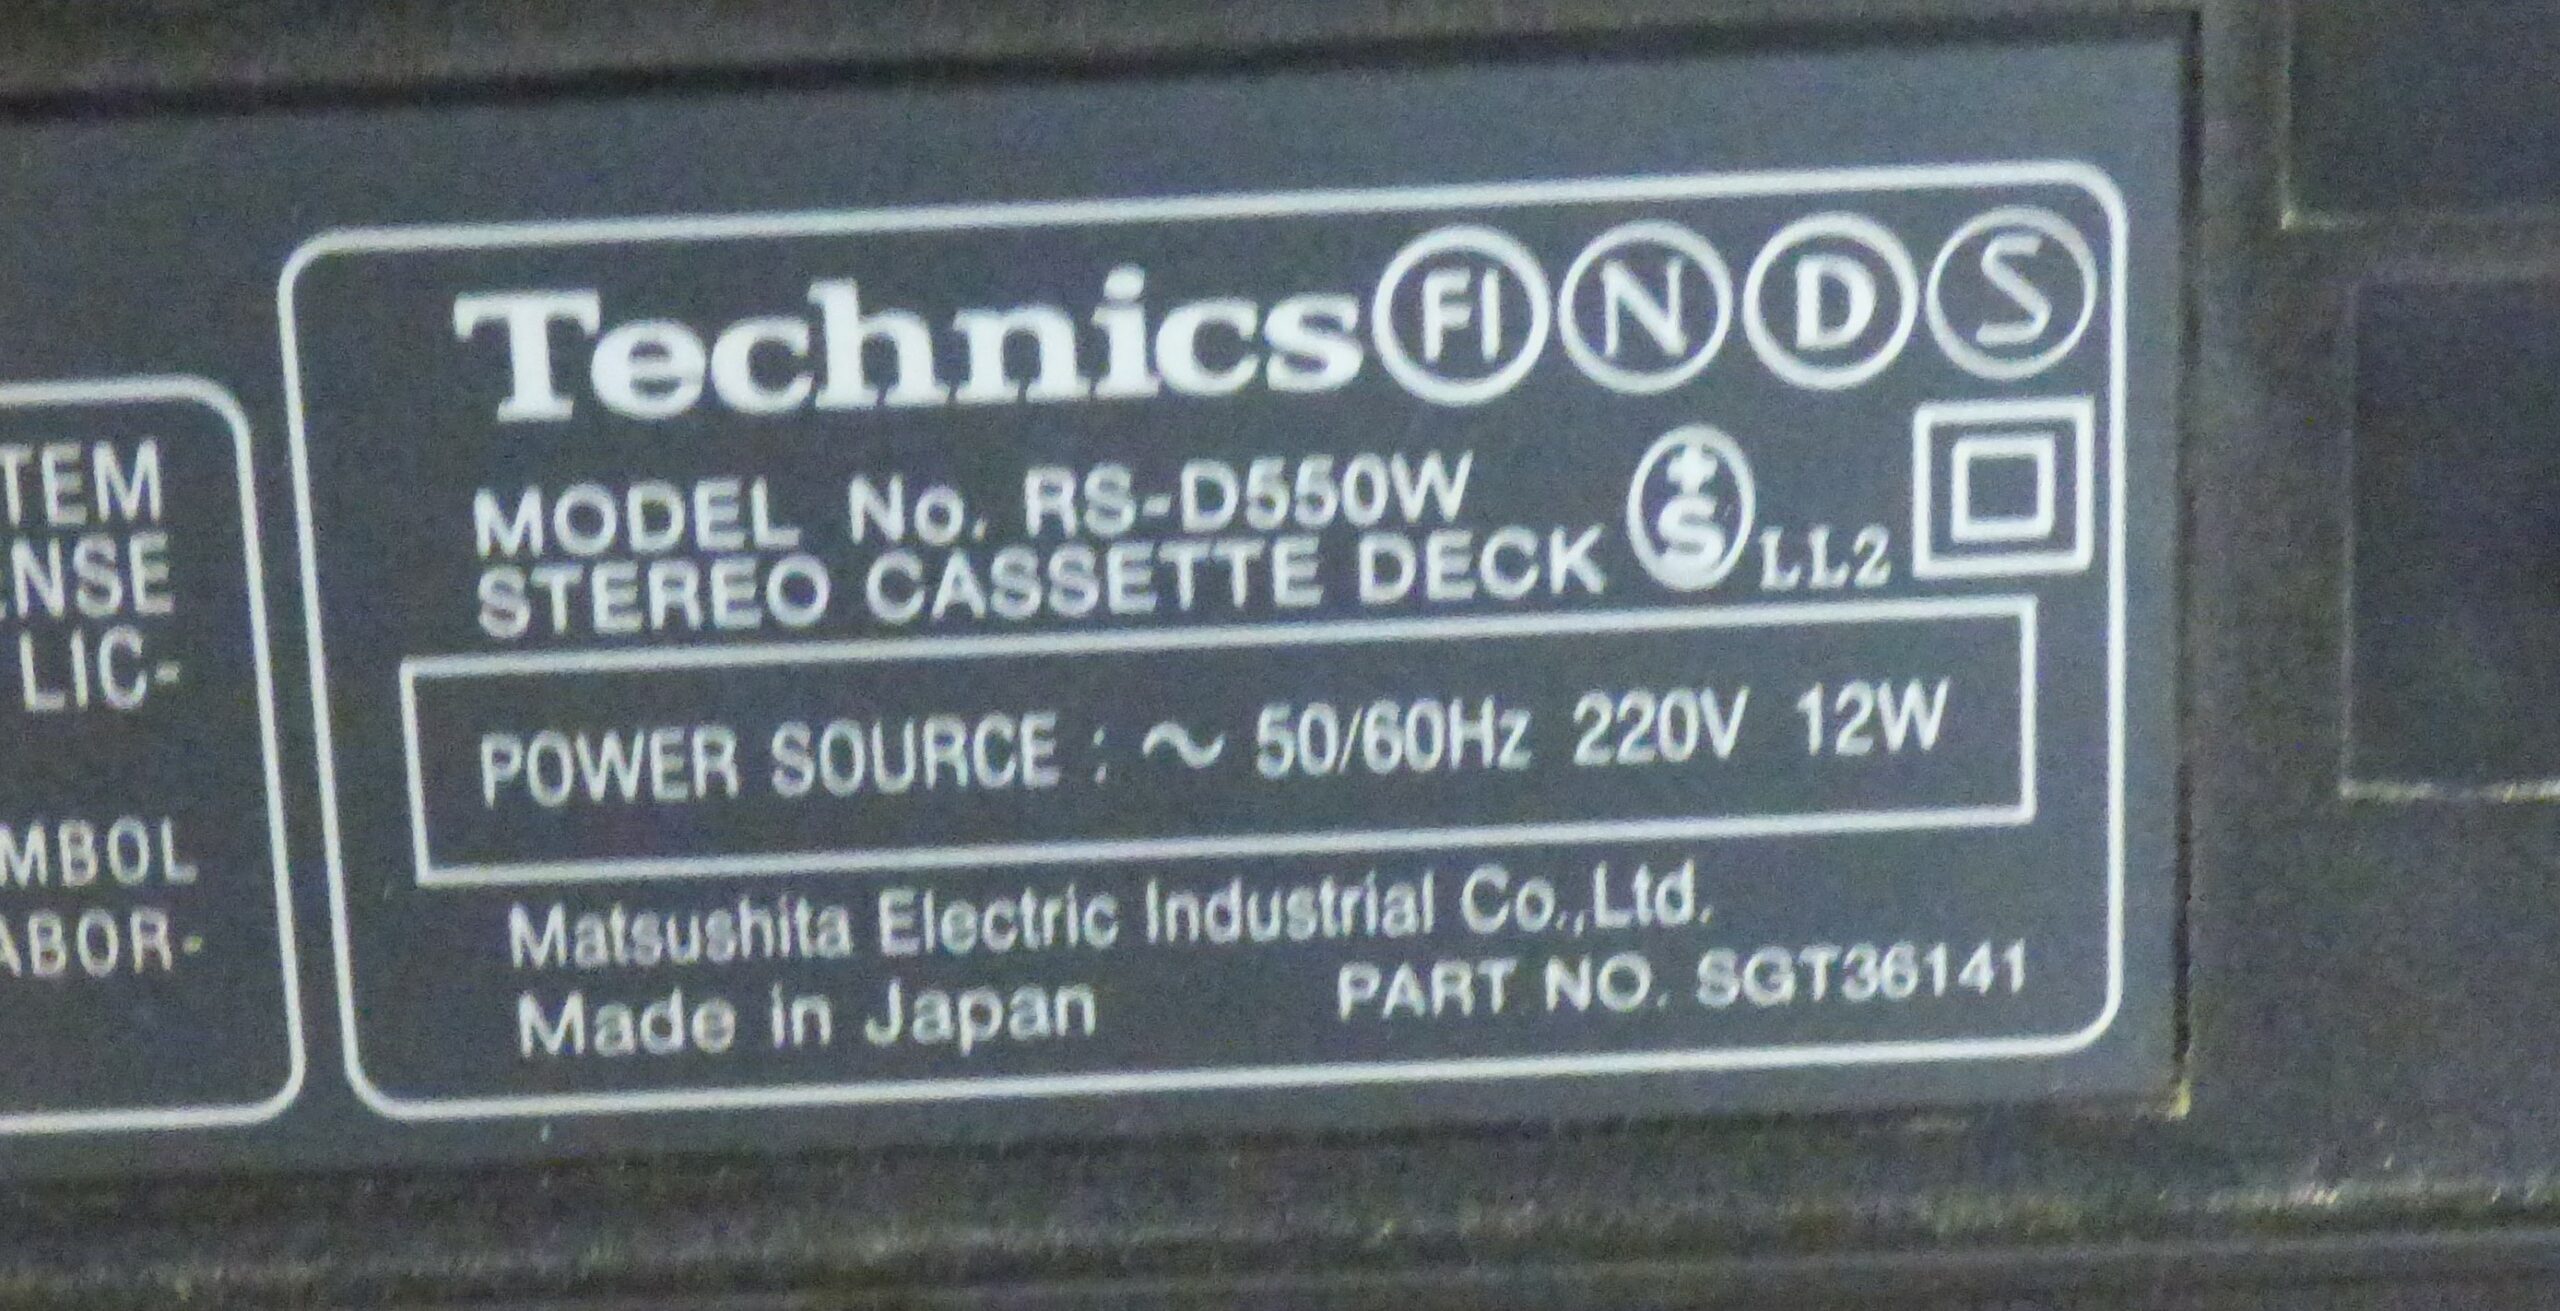 TEM
ENSE
LIC-
MBOL
ABOR-
Technics FI N D S
MODEL No. RS-D550W
STEREO CASSETTE DECK +S LL2
POWER SOURCE : ~ 50/60Hz 220V 12W
Matsushita Electric Industrial Co.,Ltd.
Made in Japan PART NO. SGT36141